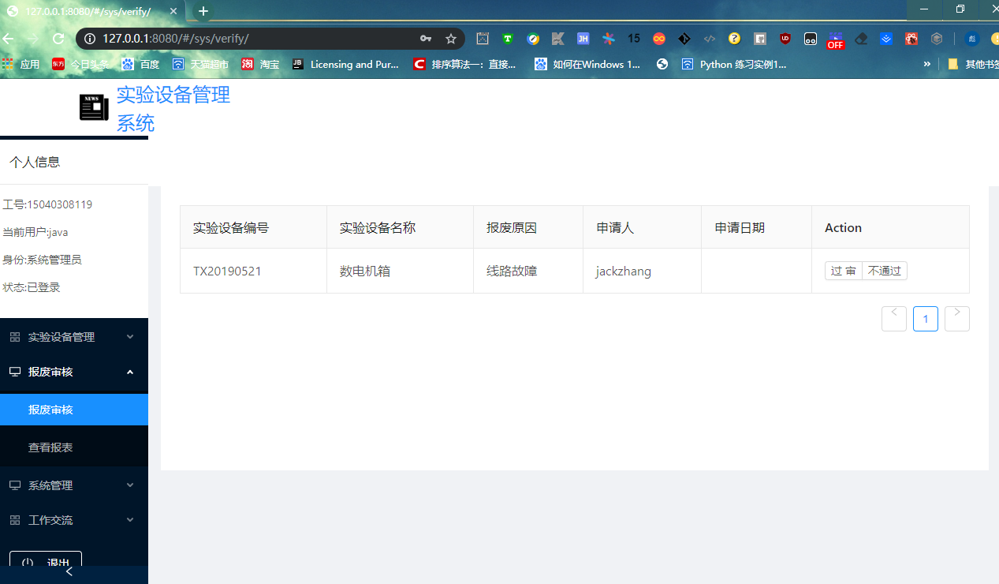 127.0.0.1:8080/#/sys/verify/
127.0.0.1:8080/#/sys/verify/
15
OFF
应用 今日头条 百度 天猫超市 淘宝 Licensing and Pur... 排序算法一：直接... 如何在Windows 1... Python 练习实例1... » 其他书签
NEWS
实验设备管理
系统
个人信息
工号:15040308119
当前用户:java
身份:系统管理员
状态:已登录
实验设备管理
报废审核
报废审核
查看报表
系统管理
工作交流
退出
实验设备编号 实验设备名称 报废原因 申请人 申请日期 Action
TX20190521 数电机箱 线路故障 jackzhang 过 审 不通过
1